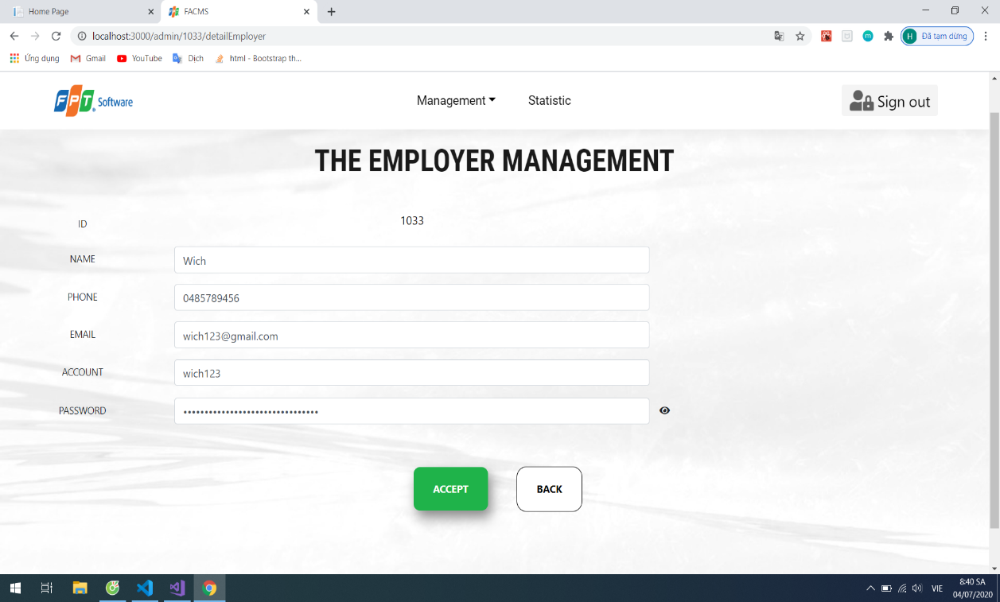 Home Page
FACMS
localhost:3000/admin/1033/detailEmployer
H Đã tạm dừng
Ứng dụng Gmail YouTube Dịch html - Bootstrap th...
FPT Software
Management
Statistic
Sign out
THE EMPLOYER MANAGEMENT
ID 1033
NAME Wich
PHONE 0485789456
EMAIL wich123@gmail.com
ACCOUNT wich123
PASSWORD ••••••••••••••••••••••••••••••••
ACCEPT
BACK
VIE
8:40 SA
04/07/2020